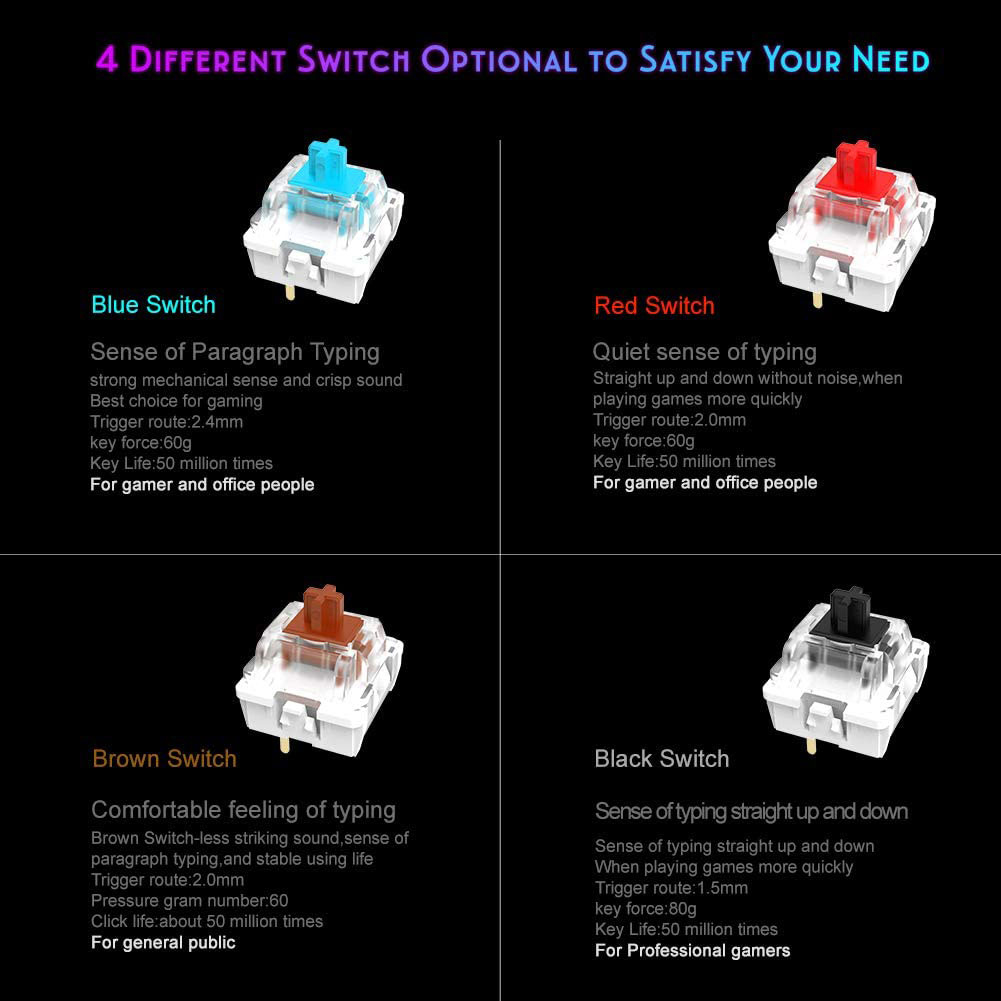 4 Different Switch Optional to Satisfy Your Need
Blue Switch
Sense of Paragraph Typing
strong mechanical sense and crisp sound
Best choice for gaming
Trigger route:2.4mm
key force:60g
Key Life:50 million times
For gamer and office people
Red Switch
Quiet sense of typing
Straight up and down without noise,when
playing games more quickly
Trigger route:2.0mm
key force:60g
Key Life:50 million times
For gamer and office people
Brown Switch
Comfortable feeling of typing
Brown Switch-less striking sound,sense of
paragraph typing,and stable using life
Trigger route:2.0mm
Pressure gram number:60
Click life:about 50 million times
For general public
Black Switch
Sense of typing straight up and down
Sense of typing straight up and down
When playing games more quickly
Trigger route:1.5mm
key force:80g
Key Life:50 million times
For Professional gamers